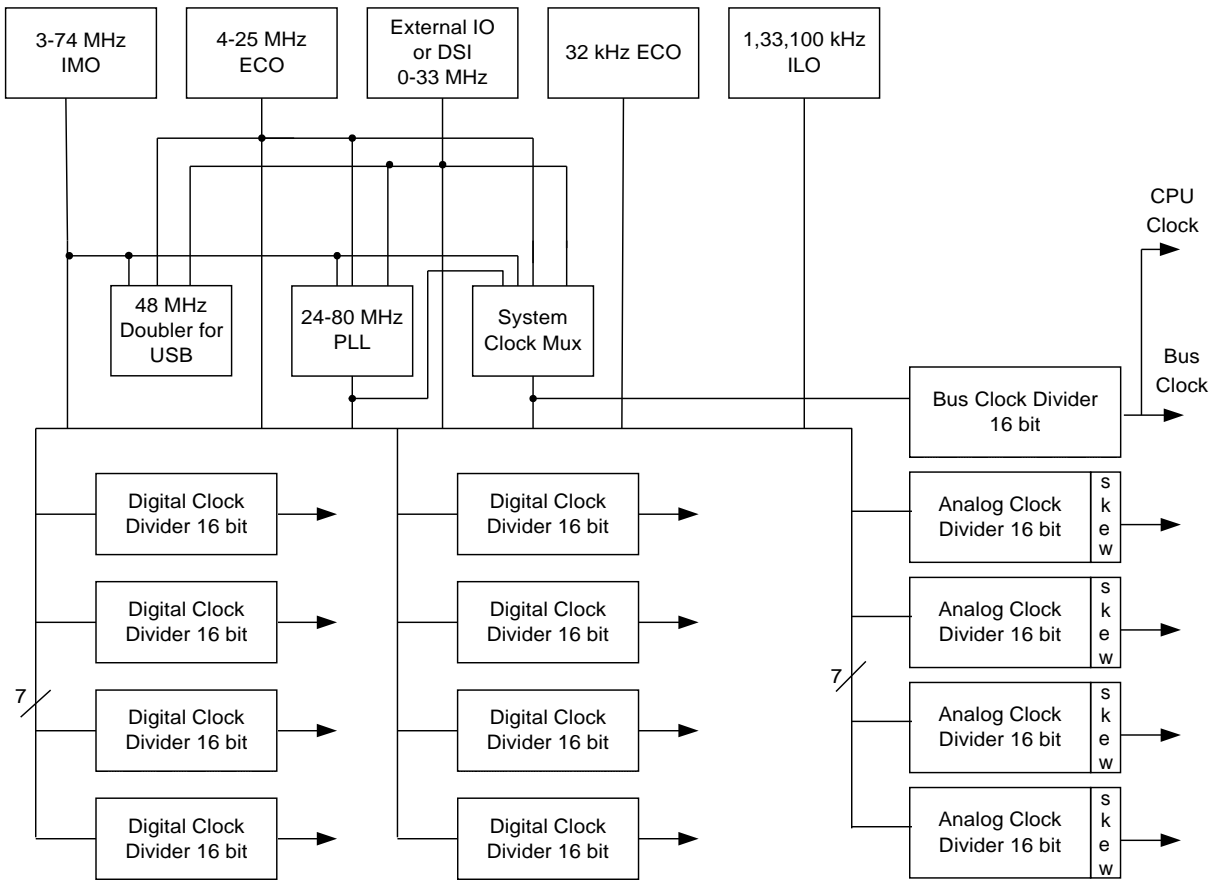 3-74 MHz
IMO
4-25 MHz
ECO
External IO
or DSI
0-33 MHz
32 kHz ECO
1,33,100 kHz
ILO
CPU
Clock
48 MHz
Doubler for
USB
24-80 MHz
PLL
System
Clock Mux
Bus
Clock
Bus Clock Divider
16 bit
Digital Clock
Divider 16 bit
Digital Clock
Divider 16 bit
Analog Clock
Divider 16 bit
s
k
e
w
Digital Clock
Divider 16 bit
Digital Clock
Divider 16 bit
Analog Clock
Divider 16 bit
s
k
e
w
7
7
Digital Clock
Divider 16 bit
Digital Clock
Divider 16 bit
Analog Clock
Divider 16 bit
s
k
e
w
Digital Clock
Divider 16 bit
Digital Clock
Divider 16 bit
Analog Clock
Divider 16 bit
s
k
e
w